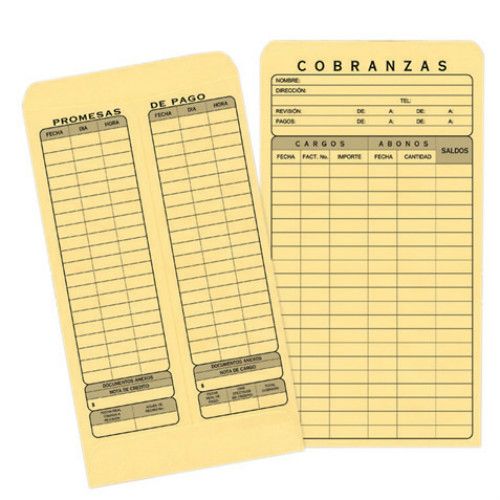 PROMESAS DE PAGO
FECHA DIA HORA
FECHA DIA HORA
DOCUMENTOS ANEXOS
NOTA DE CREDITO
$
DOCUMENTOS ANEXOS
NOTA DE CARGO
$
COBRANZAS
NOMBRE:
DIRECCIÓN:
TEL:
REVISIÓN DE: A: DE: A:
PAGOS: DE: A: DE: A:
CARGOS ABONOS SALDOS
FECHA FACT. No. IMPORTE FECHA CANTIDAD